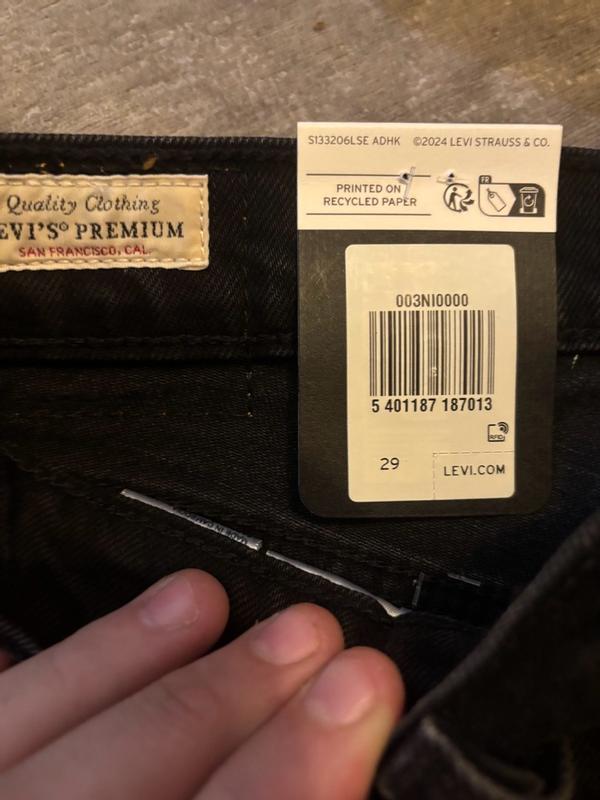 S133206LSE ADHK ©2024 LEVI STRAUSS & CO.
PRINTED ON
RECYCLED PAPER
FR
Quality Clothing
EVI'S® PREMIUM
SAN FRANCISCO, CAL.
003NI0000
5 401187 187013
RFID
29
LEVI.COM